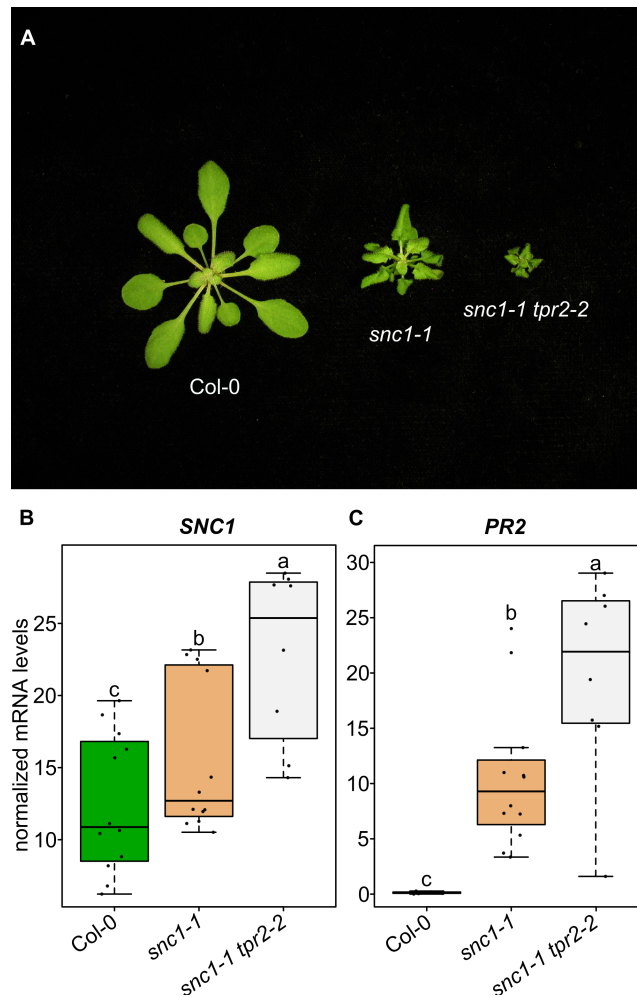 A
Col-0
snc1-1
snc1-1 tpr2-2
B
SNC1
normalized mRNA levels
25
20
15
10
c
b
a
Col-0
snc1-1
snc1-1 tpr2-2
C
PR2
30
25
20
15
10
5
0
c
b
a
Col-0
snc1-1
snc1-1 tpr2-2